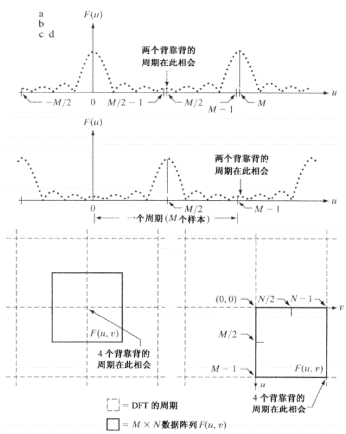 a
b
c d
F(u)
两个背靠背的
周期在此相会
u
−M/2
0
M/2 − 1
M/2
M − 1
M
F(u)
两个背靠背的
周期在此相会
u
0
M/2
M − 1
一个周期(M个样本)
(0, 0)
N/2
N − 1
v
F(u, v)
M/2
4 个背靠背的
周期在此相会
M − 1
F(u, v)
u
4 个背靠背的
周期在此相会
= DFT 的周期
= M × N数据阵列 F(u, v)